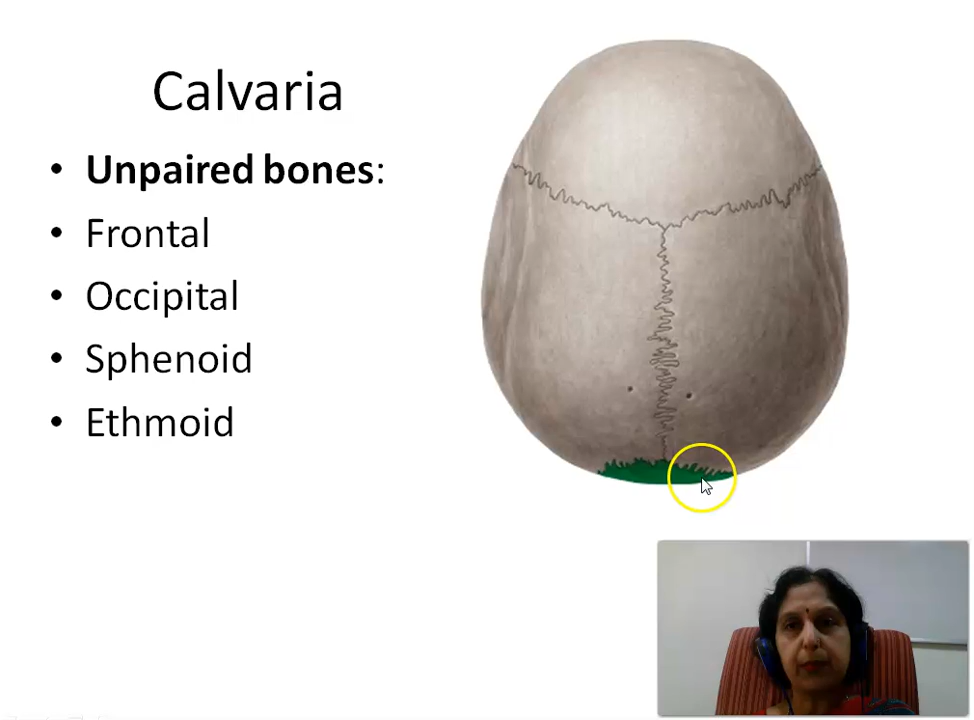 Calvaria
• Unpaired bones:
• Frontal
• Occipital
• Sphenoid
• Ethmoid